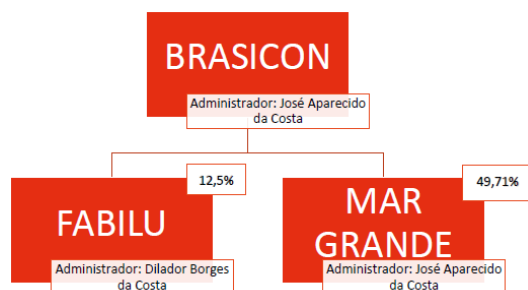 BRASICON
Administrador: José Aparecido
da Costa
12,5%
49,71%
FABILU
MAR
GRANDE
Administrador: Dilador Borges
da Costa
Administrador: José Aparecido
da Costa